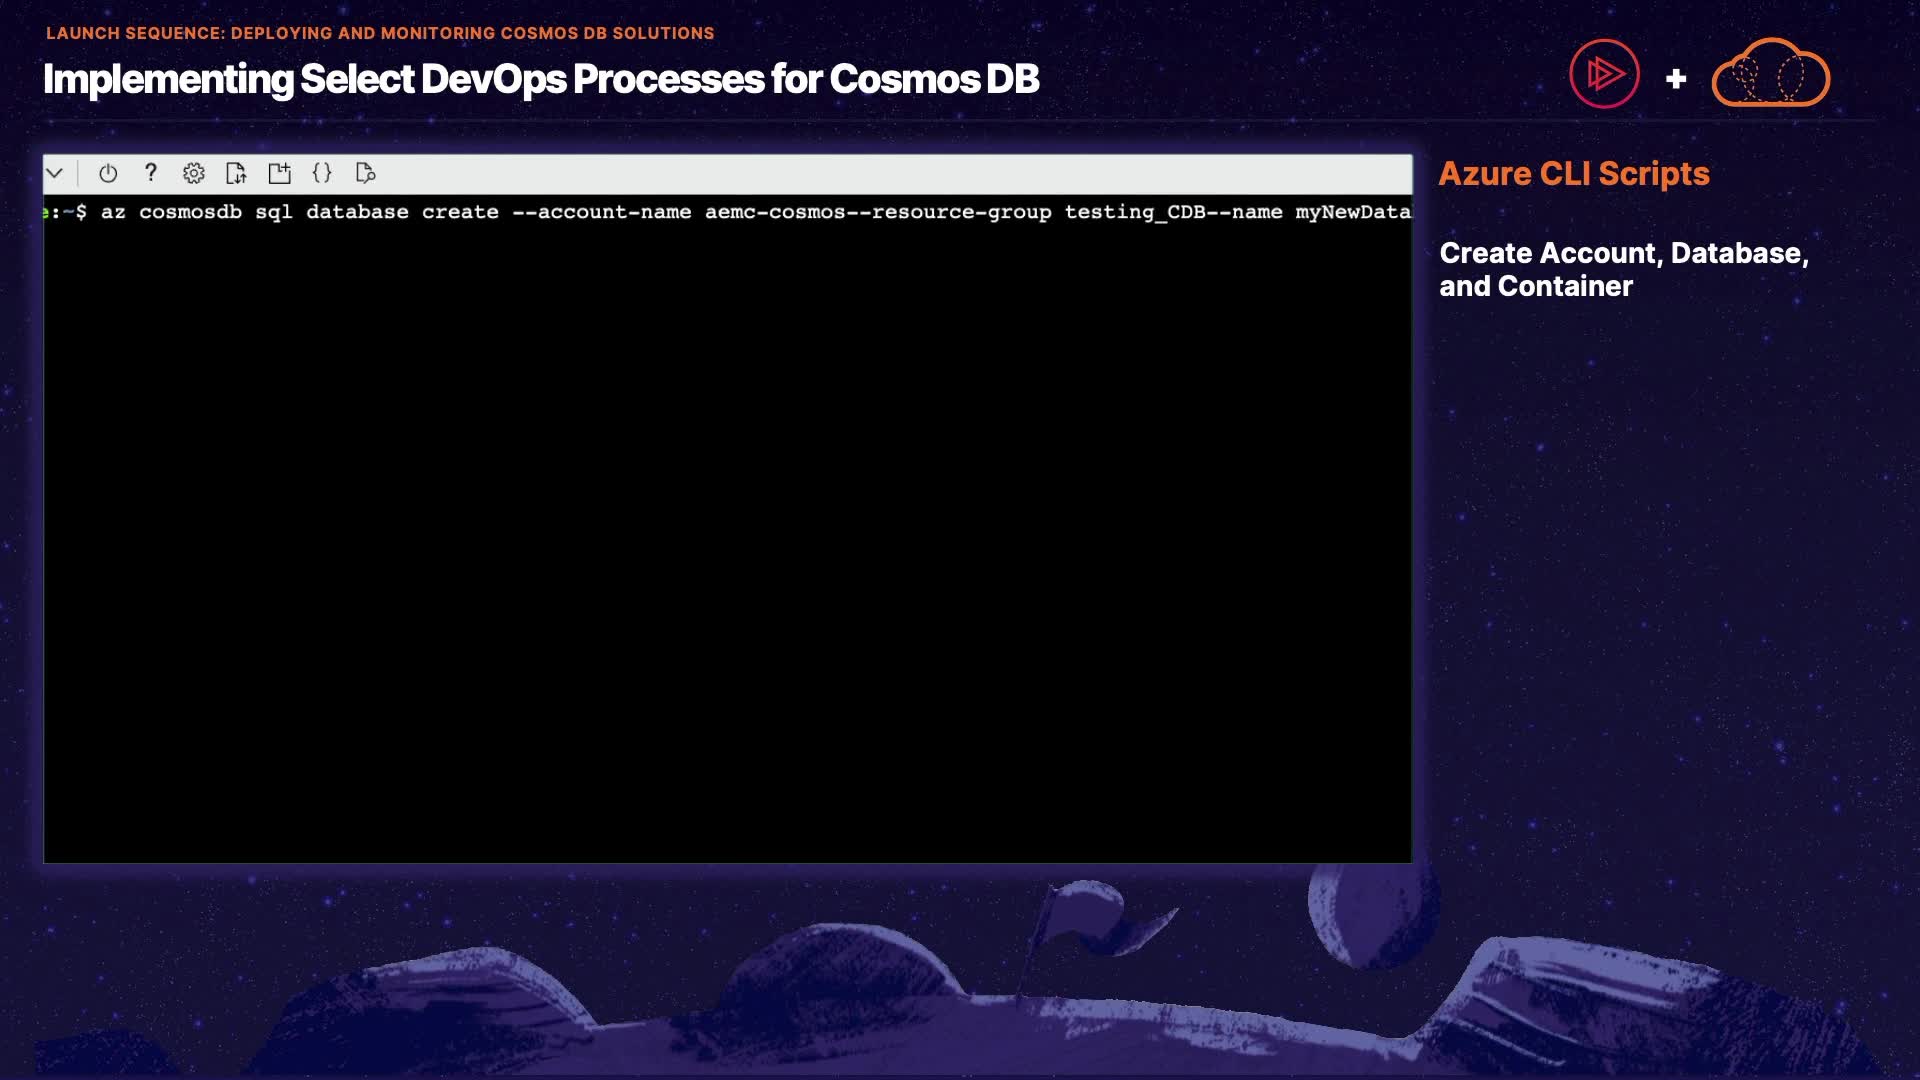 LAUNCH SEQUENCE: DEPLOYING AND MONITORING COSMOS DB SOLUTIONS
Implementing Select DevOps Processes for Cosmos DB
e:~$ az cosmosdb sql database create --account-name aemc-cosmos--resource-group testing_CDB--name myNewData
Azure CLI Scripts
Create Account, Database,
and Container